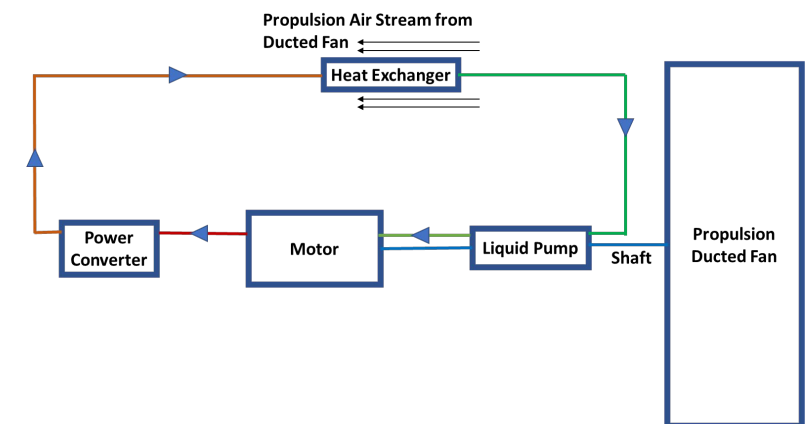 Propulsion Air Stream from
Ducted Fan
Heat Exchanger
Power
Converter
Motor
Liquid Pump
Shaft
Propulsion
Ducted Fan